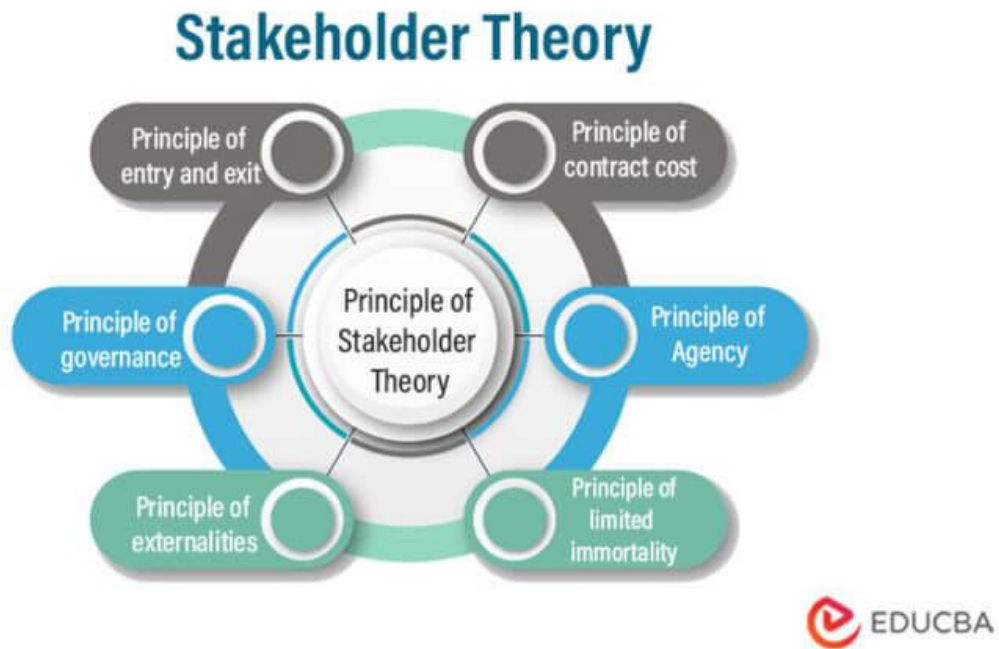 Stakeholder Theory
Principle of
entry and exit
Principle of
contract cost
Principle of
governance
Principle of
Stakeholder
Theory
Principle of
Agency
Principle of
externalities
Principle of
limited
immortality
EDUCBA